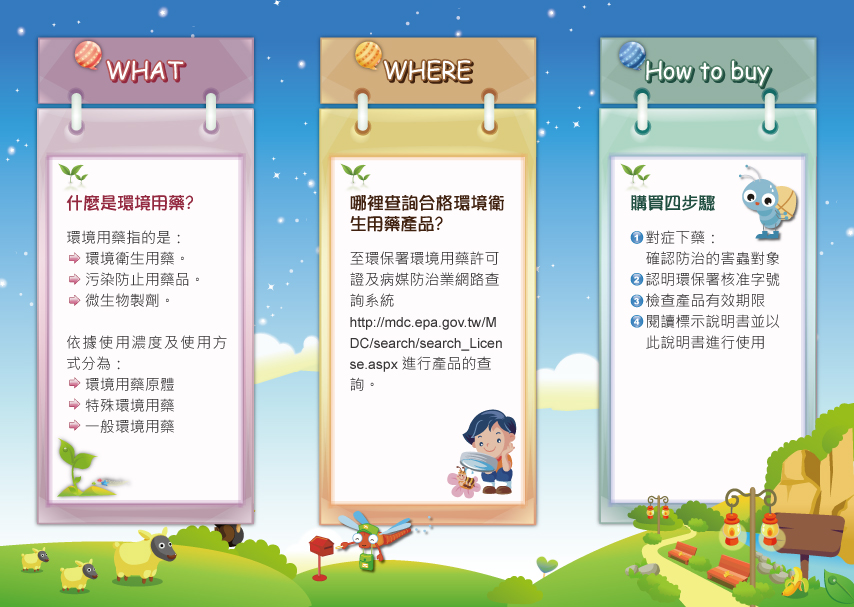 WHAT
什麼是環境用藥?
環境用藥指的是：
環境衛生用藥。
污染防止用藥品。
微生物製劑。
依據使用濃度及使用方
式分為：
環境用藥原體
特殊環境用藥
一般環境用藥
WHERE
哪裡查詢合格環境衛
生用藥產品?
至環保署環境用藥許可
證及病媒防治業網路查
詢系統
http://mdc.epa.gov.tw/M
DC/search/search_Licen
se.aspx 進行產品的查
詢。
How to buy
購買四步驟
1 對症下藥：
確認防治的害蟲對象
2 認明環保署核准字號
3 檢查產品有效期限
4 閱讀標示說明書並以
此說明書進行使用